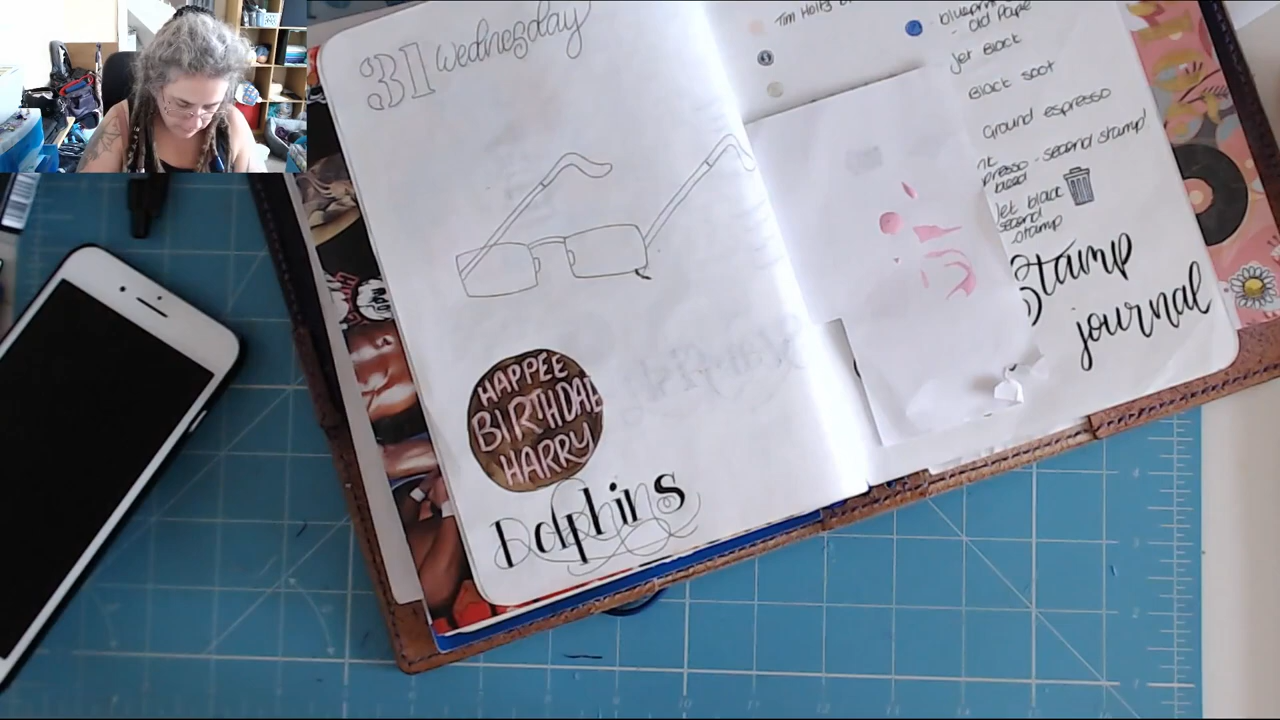 31 wednesday
HAPPEE
BIRTHDAE
HARRY
Dolphins
Tim Holtz
blueprint
- old Paper
Jet Black
Black soot
Ground espresso
- second stamp!
bleed
Jet black
second
stamp
Stamp
journal